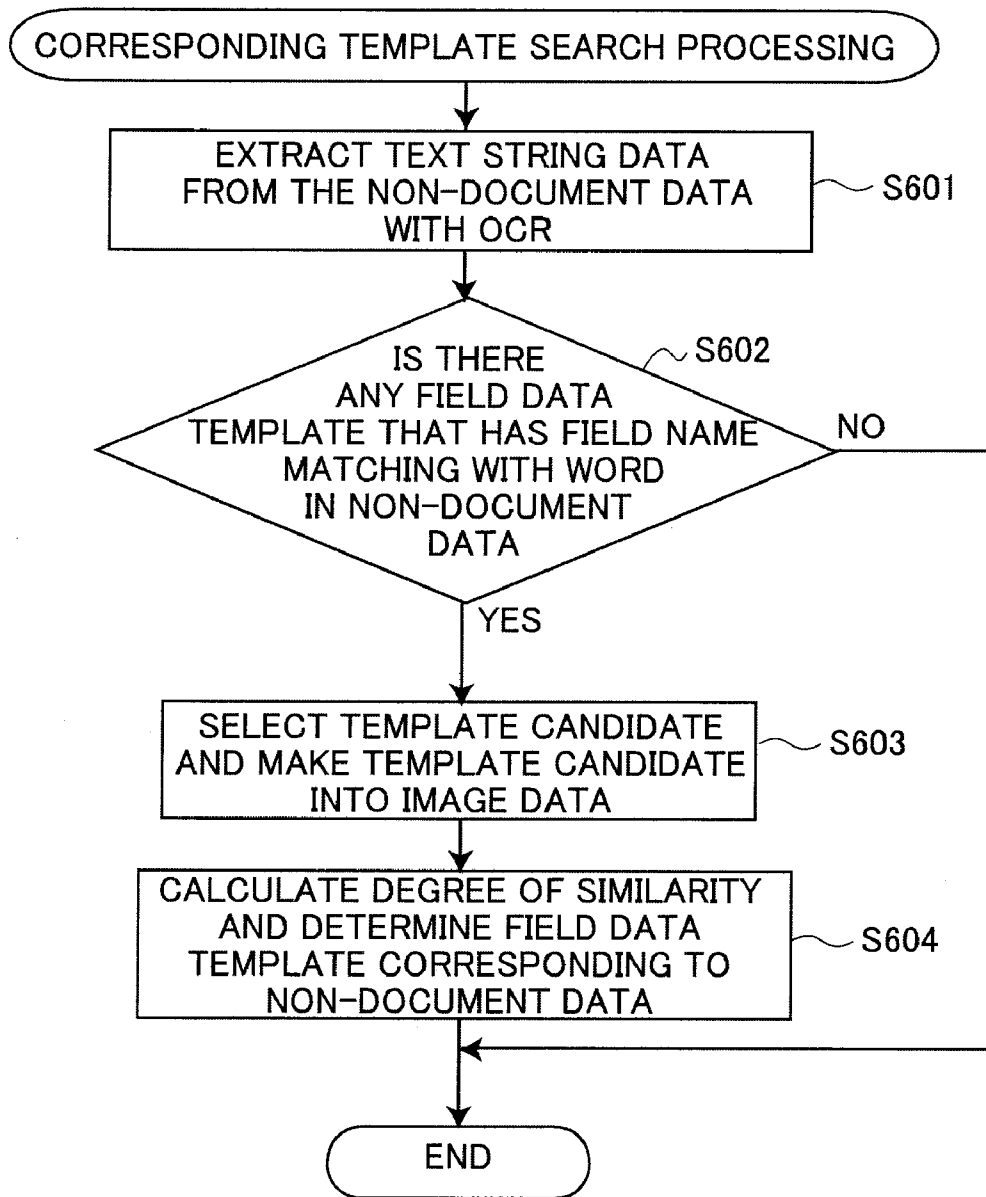 CORRESPONDING TEMPLATE SEARCH PROCESSING
EXTRACT TEXT STRING DATA
FROM THE NON-DOCUMENT DATA
WITH OCR
S601
IS THERE
ANY FIELD DATA
TEMPLATE THAT HAS FIELD NAME
MATCHING WITH WORD
IN NON-DOCUMENT
DATA
S602
NO
YES
SELECT TEMPLATE CANDIDATE
AND MAKE TEMPLATE CANDIDATE
INTO IMAGE DATA
S603
CALCULATE DEGREE OF SIMILARITY
AND DETERMINE FIELD DATA
TEMPLATE CORRESPONDING TO
NON-DOCUMENT DATA
S604
END